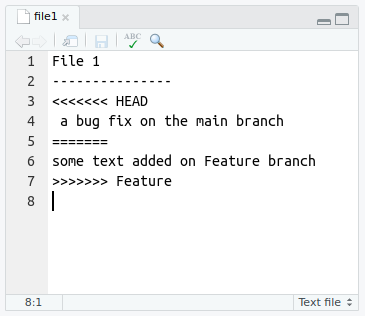 file1
ABC
1 File 1
2 ---------------
3 <<<<<<< HEAD
4  a bug fix on the main branch
5 =======
6 some text added on Feature branch
7 >>>>>>> Feature
8
8:1 Text file